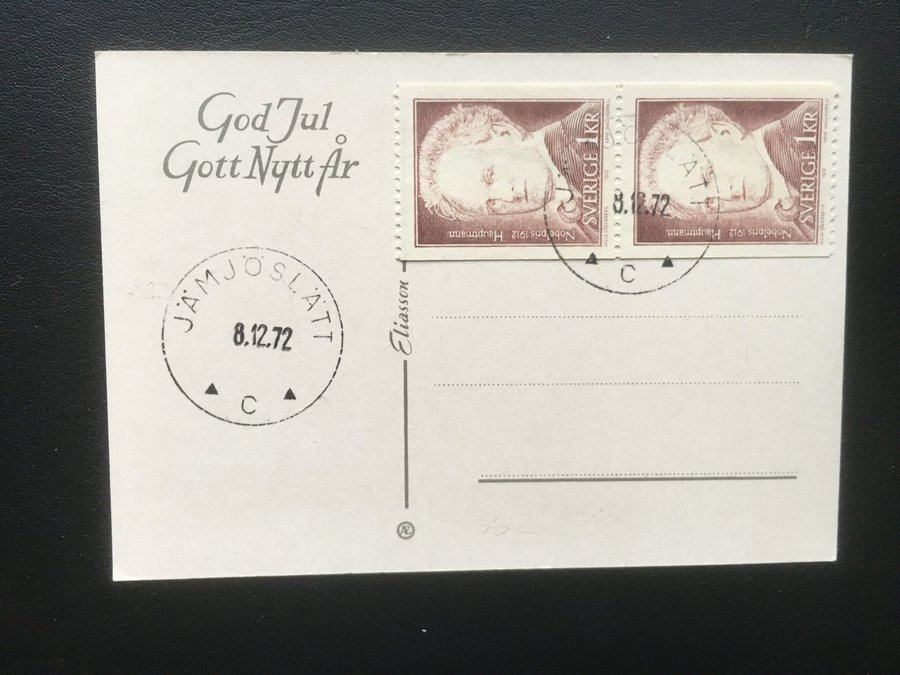 God Jul
Gott Nytt År
SVERIGE 1KR
Nobelpris 1912
Hauptmann
SVERIGE 1KR
Nobelpris 1912
Hauptmann
8.12.72
C
JÄMJÖSLÄTT
8.12.72
C
Eliasson
Æ